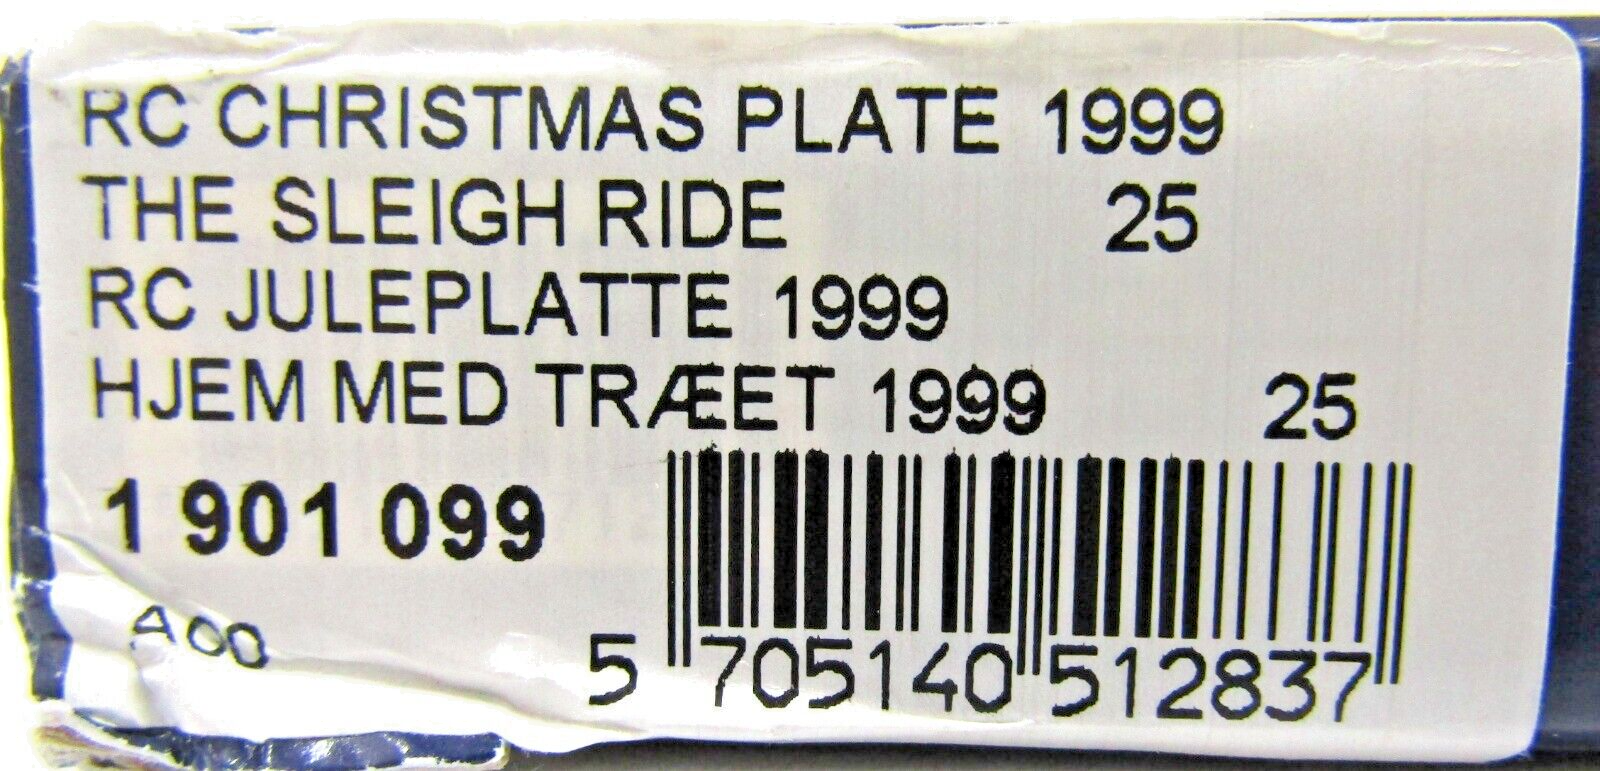 RC CHRISTMAS PLATE 1999
THE SLEIGH RIDE 25
RC JULEPLATTE 1999
HJEM MED TRÆET 1999 25
1 901 099
A00
5 705140 512837